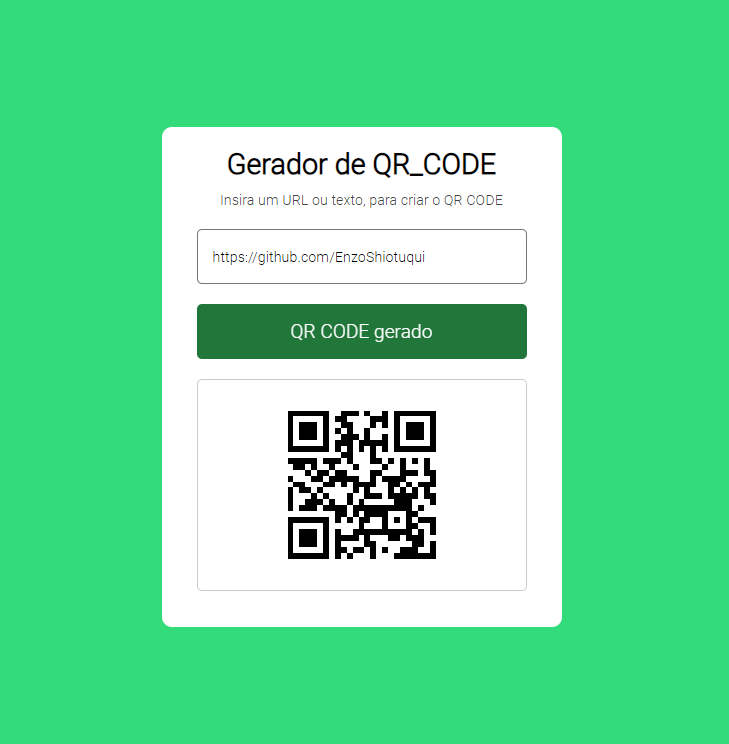 Gerador de QR_CODE
Insira um URL ou texto, para criar o QR CODE
https://github.com/EnzoShiotuqui
QR CODE gerado